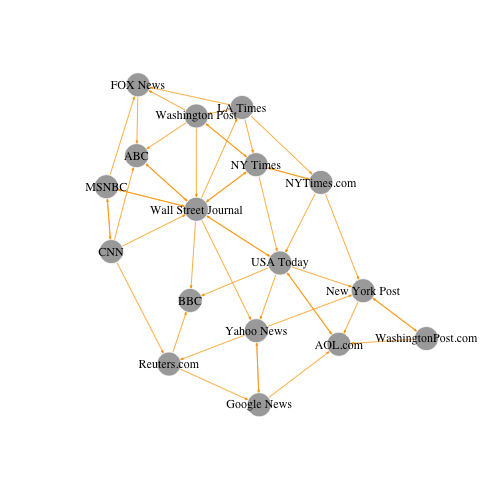 FOX News
LA Times
Washington Post
ABC
NY Times
MSNBC
NYTimes.com
Wall Street Journal
CNN
USA Today
New York Post
BBC
Yahoo News
WashingtonPost.com
AOL.com
Reuters.com
Google News